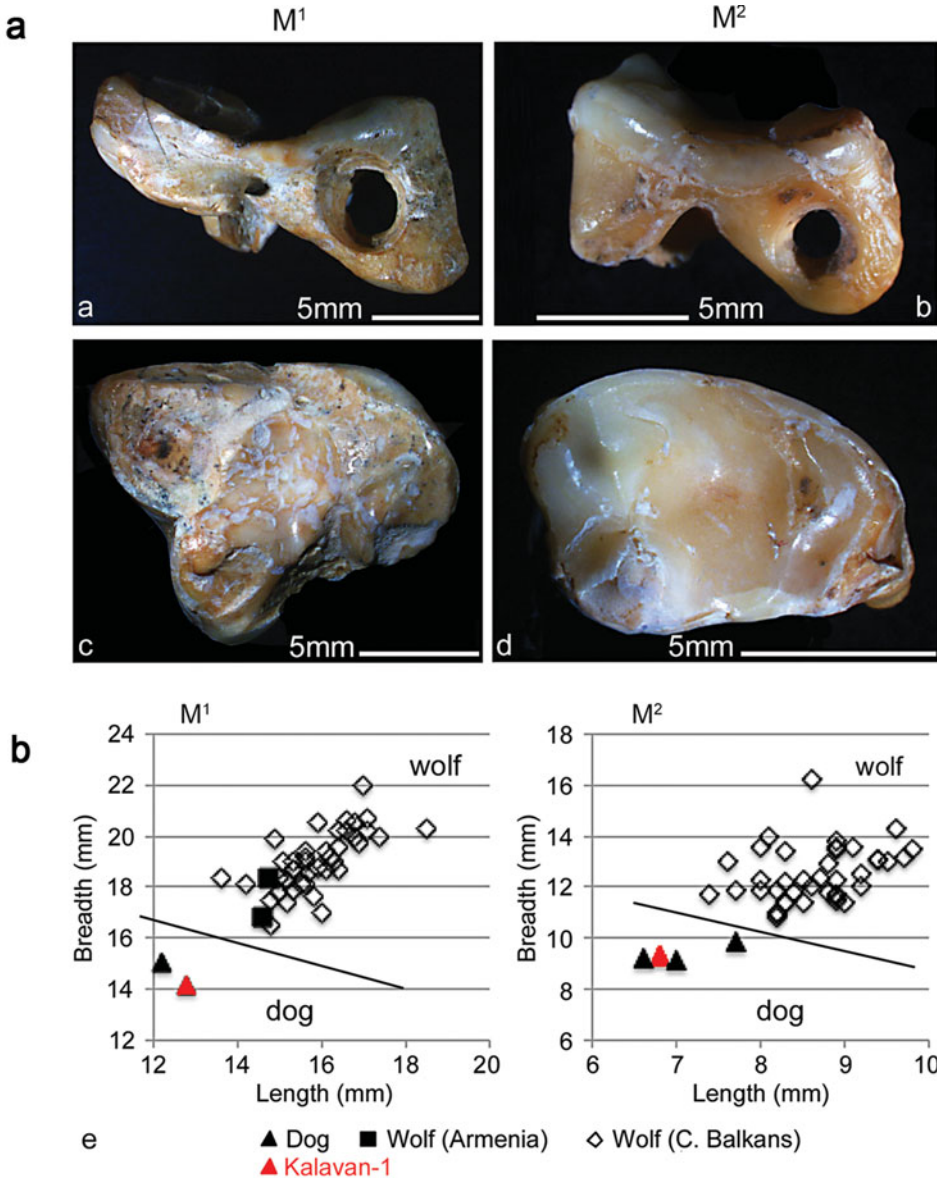 a
M¹ M²
5mm 5mm
a b
5mm 5mm
c d
b
M¹ M²
24 18
22 16
20 14
18 12
16 10
14 8
12 6
wolf wolf
dog dog
Breadth (mm) Breadth (mm)
12 14 16 18 20 6 7 8 9 10
Length (mm) Length (mm)
e Dog Wolf (Armenia) Wolf (C. Balkans)
Kalavan-1